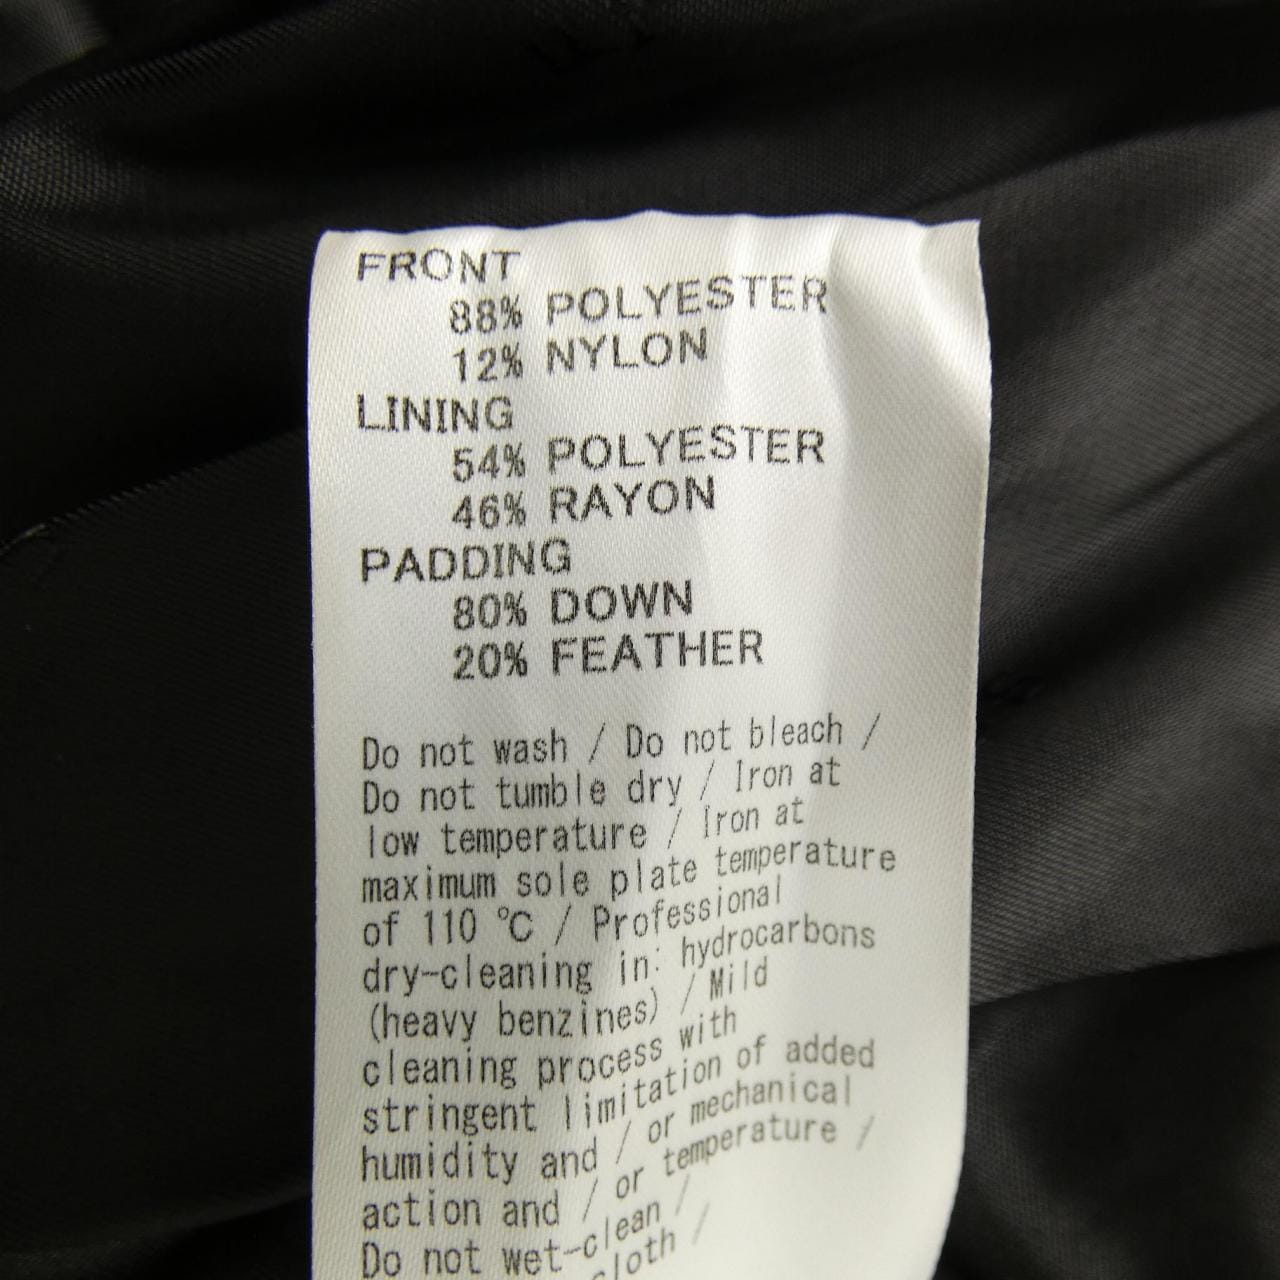 FRONT
88% POLYESTER
12% NYLON
LINING
54% POLYESTER
46% RAYON
PADDING
80% DOWN
20% FEATHER
Do not wash / Do not bleach /
Do not tumble dry / Iron at
low temperature / Iron at
maximum sole plate temperature
of 110 ℃ / Professional
dry-cleaning in: hydrocarbons
(heavy benzines) / Mild
cleaning process with
stringent limitation of added
humidity and / or mechanical
action and / or temperature /
Do not wet-clean /
cloth /